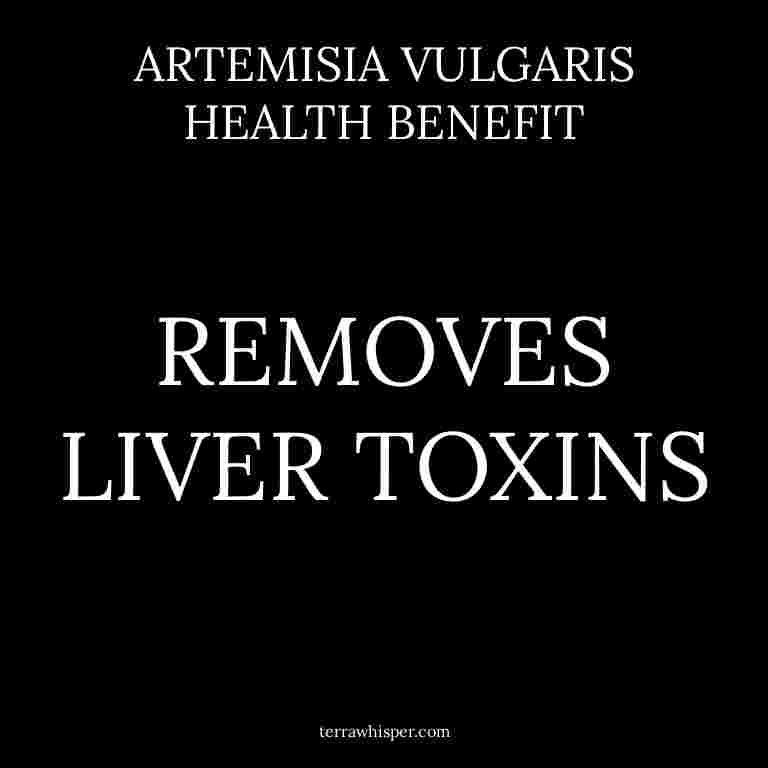 ARTEMISIA VULGARIS
HEALTH BENEFIT
REMOVES
LIVER TOXINS
terrawhisper.com